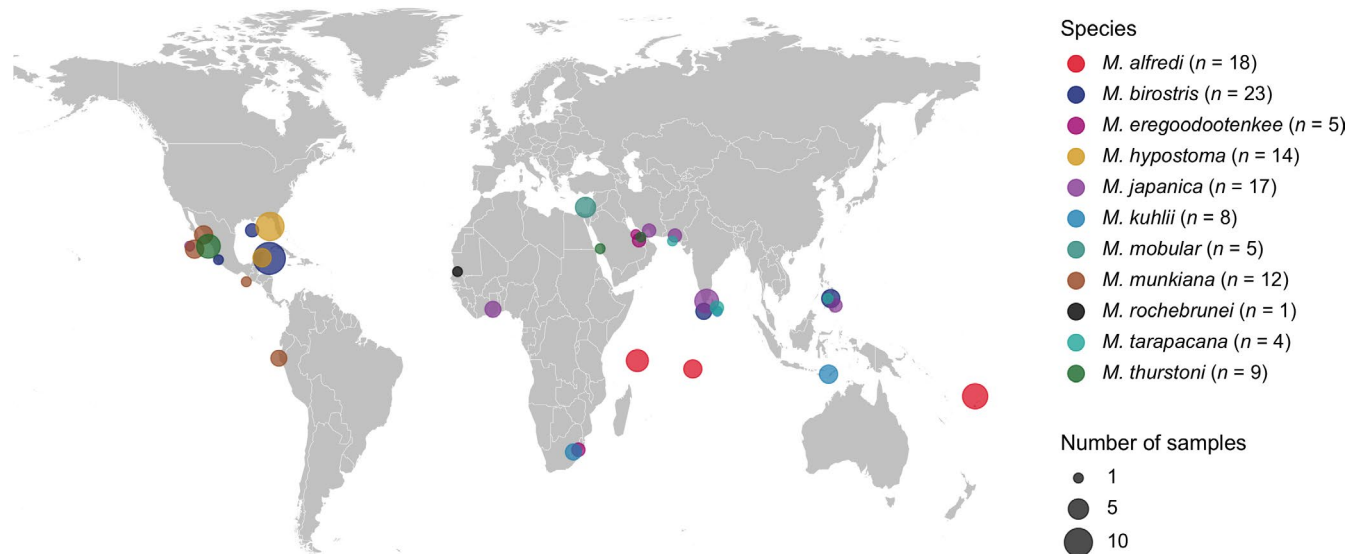 Species
M. alfredi (n = 18)
M. birostris (n = 23)
M. eregoodootenkee (n = 5)
M. hypostoma (n = 14)
M. japanica (n = 17)
M. kuhlii (n = 8)
M. mobular (n = 5)
M. munkiana (n = 12)
M. rochebrunei (n = 1)
M. tarapacana (n = 4)
M. thurstoni (n = 9)
Number of samples
1
5
10